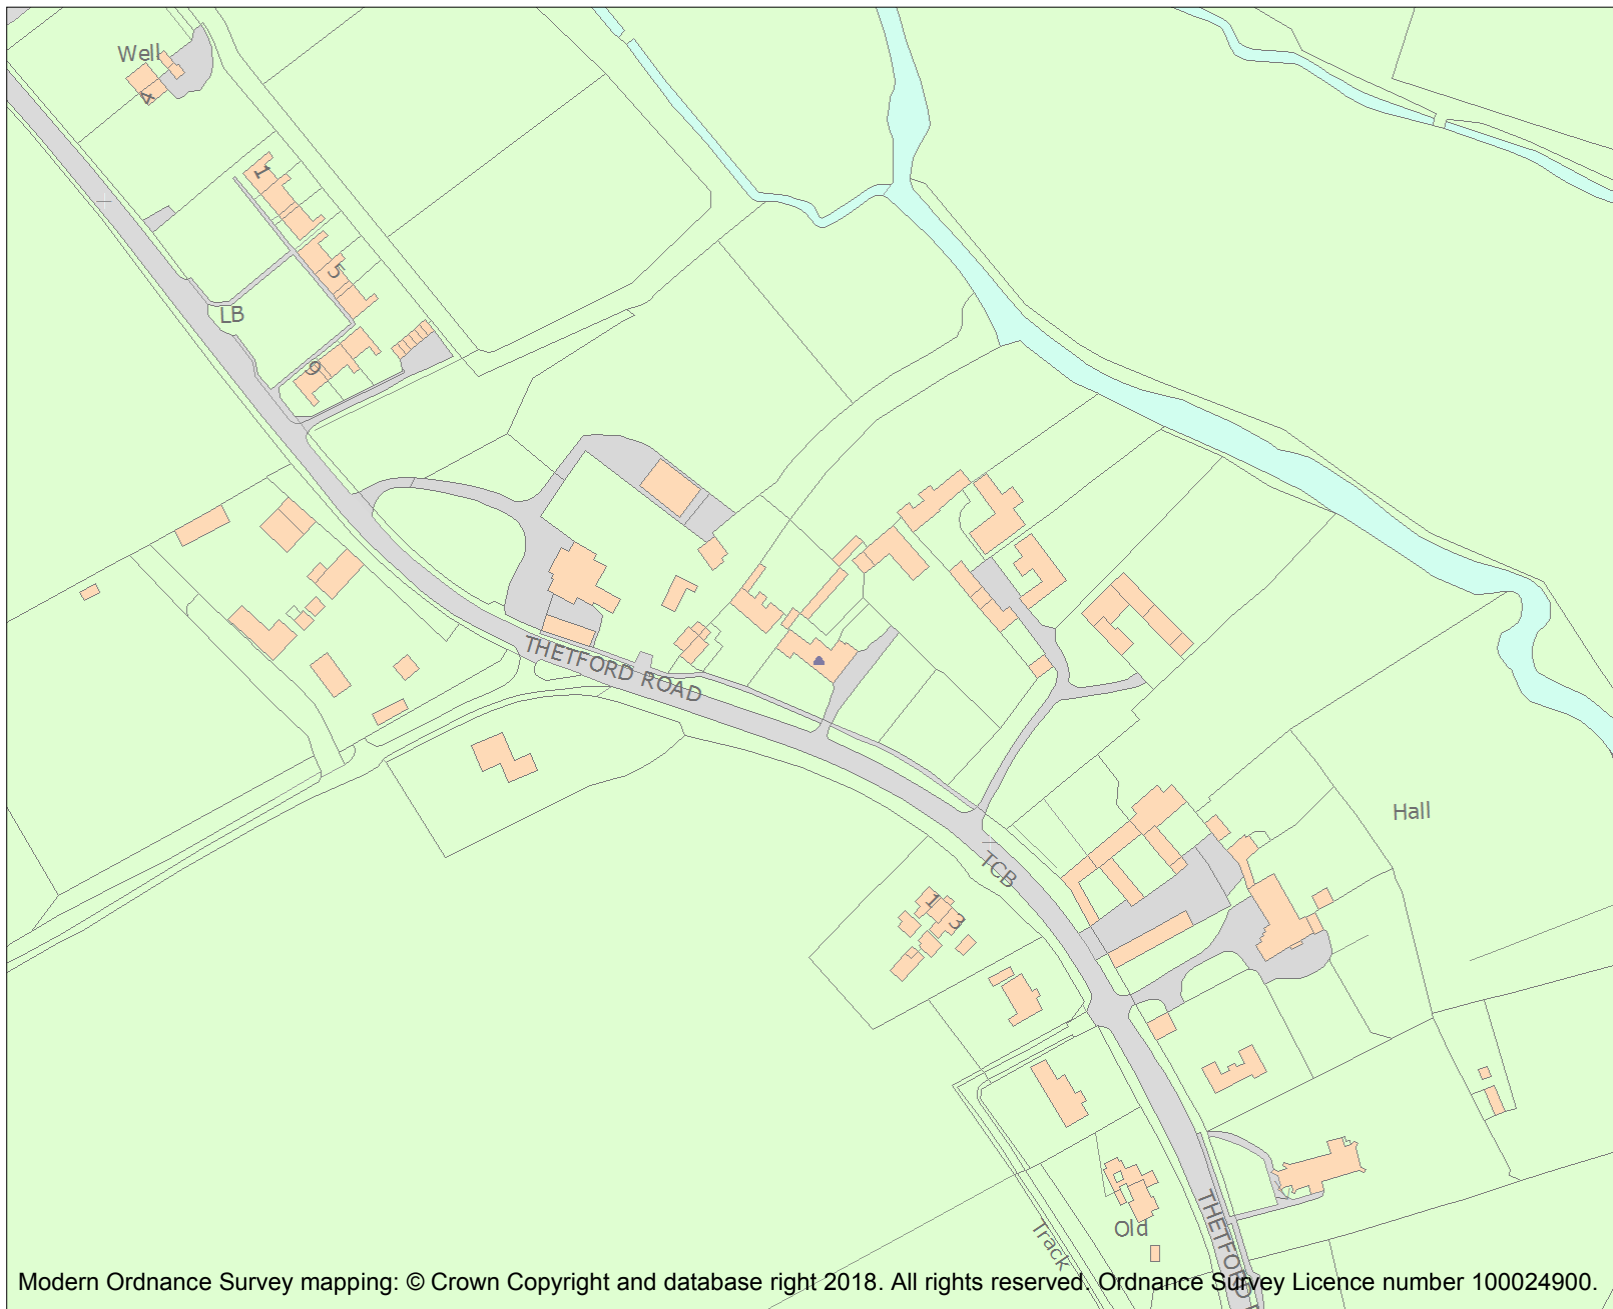 Well
4
1
5
LB
9
THETFORD ROAD
Hall
TCB
1
3
Old
Track
THETFORD
Modern Ordnance Survey mapping: © Crown Copyright and database right 2018. All rights reserved. Ordnance Survey Licence number 100024900.